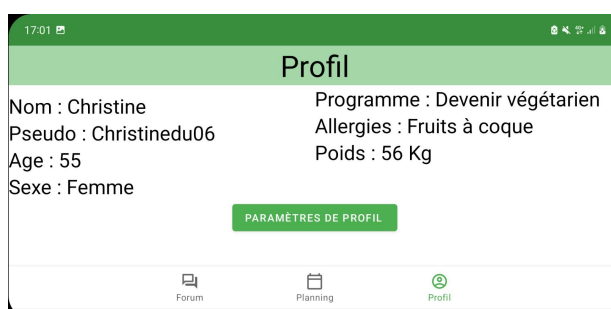 17:01
Profil
Nom : Christine
Pseudo : Christinedu06
Age : 55
Sexe : Femme
Programme : Devenir végétarien
Allergies : Fruits à coque
Poids : 56 Kg
PARAMÈTRES DE PROFIL
Forum
Planning
Profil